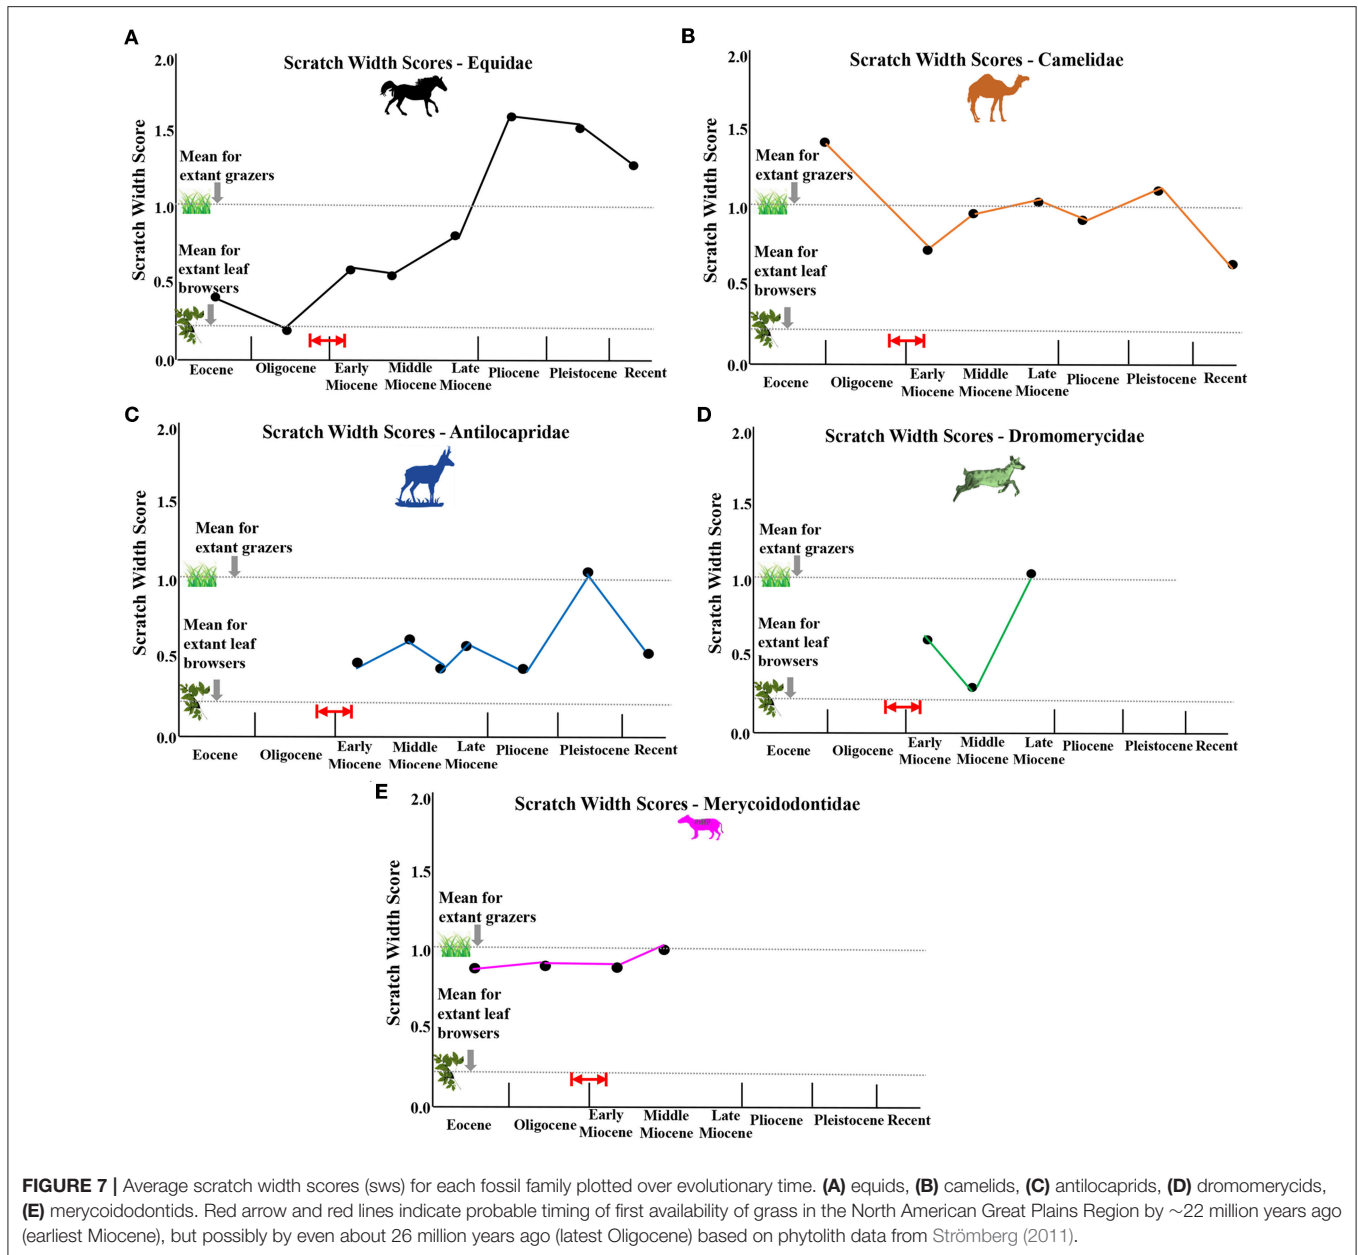 A
Scratch Width Scores - Equidae
2.0
1.5
1.0
0.5
0.0
Scratch Width Score
Mean for
extant grazers
Mean for
extant leaf
browsers
Eocene
Oligocene
Early
Miocene
Middle
Miocene
Late
Miocene
Pliocene
Pleistocene
Recent
B
Scratch Width Scores - Camelidae
2.0
1.5
1.0
0.5
0.0
Scratch Width Score
Mean for
extant grazers
Mean for
extant leaf
browsers
Eocene
Oligocene
Early
Miocene
Middle
Miocene
Late
Miocene
Pliocene
Pleistocene
Recent
C
Scratch Width Scores - Antilocapridae
2.0
1.5
1.0
0.5
0.0
Scratch Width Score
Mean for
extant grazers
Mean for
extant leaf
browsers
Eocene
Oligocene
Early
Miocene
Middle
Miocene
Late
Miocene
Pliocene
Pleistocene
Recent
D
Scratch Width Scores - Dromomerycidae
2.0
1.5
1.0
0.5
0.0
Scratch Width Score
Mean for
extant grazers
Mean for
extant leaf
browsers
Eocene
Oligocene
Early
Miocene
Middle
Miocene
Late
Miocene
Pliocene
Pleistocene
Recent
E
Scratch Width Scores - Merycoidodontidae
2.0
1.5
1.0
0.5
0.0
Scratch Width Score
Mean for
extant grazers
Mean for
extant leaf
browsers
Eocene
Oligocene
Early
Miocene
Middle
Miocene
Late
Miocene
Pliocene
Pleistocene
Recent
FIGURE 7 | Average scratch width scores (sws) for each fossil family plotted over evolutionary time. (A) equids, (B) camelids, (C) antilocaprids, (D) dromomerycids,
(E) merycoidodontids. Red arrow and red lines indicate probable timing of first availability of grass in the North American Great Plains Region by ~22 million years ago
(earliest Miocene), but possibly by even about 26 million years ago (latest Oligocene) based on phytolith data from Strömberg (2011).